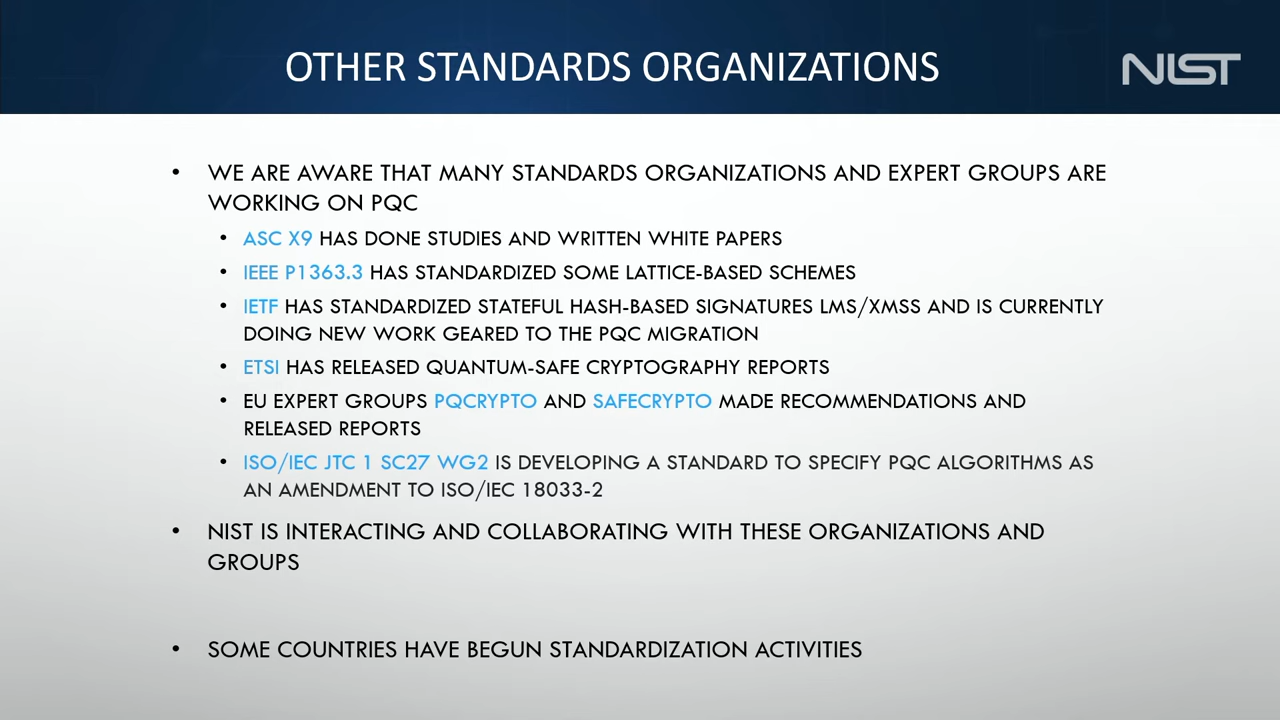 OTHER STANDARDS ORGANIZATIONS
NIST
• WE ARE AWARE THAT MANY STANDARDS ORGANIZATIONS AND EXPERT GROUPS ARE
WORKING ON PQC
• ASC X9 HAS DONE STUDIES AND WRITTEN WHITE PAPERS
• IEEE P1363.3 HAS STANDARDIZED SOME LATTICE-BASED SCHEMES
• IETF HAS STANDARDIZED STATEFUL HASH-BASED SIGNATURES LMS/XMSS AND IS CURRENTLY
DOING NEW WORK GEARED TO THE PQC MIGRATION
• ETSI HAS RELEASED QUANTUM-SAFE CRYPTOGRAPHY REPORTS
• EU EXPERT GROUPS PQCRYPTO AND SAFECRYPTO MADE RECOMMENDATIONS AND
RELEASED REPORTS
• ISO/IEC JTC 1 SC27 WG2 IS DEVELOPING A STANDARD TO SPECIFY PQC ALGORITHMS AS
AN AMENDMENT TO ISO/IEC 18033-2
• NIST IS INTERACTING AND COLLABORATING WITH THESE ORGANIZATIONS AND
GROUPS
• SOME COUNTRIES HAVE BEGUN STANDARDIZATION ACTIVITIES